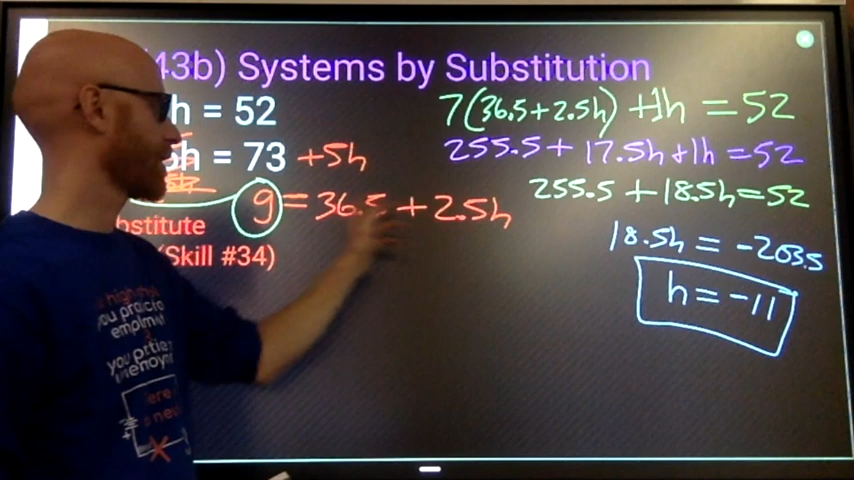 43b) Systems by Substitution
h = 52
h = 73 +5h
g = 36.5 + 2.5h
bstitute
(Skill #34)
7(36.5+2.5h) + 1h = 52
255.5 + 17.5h + 1h = 52
255.5 + 18.5h = 52
18.5h = -203.5
h = -11